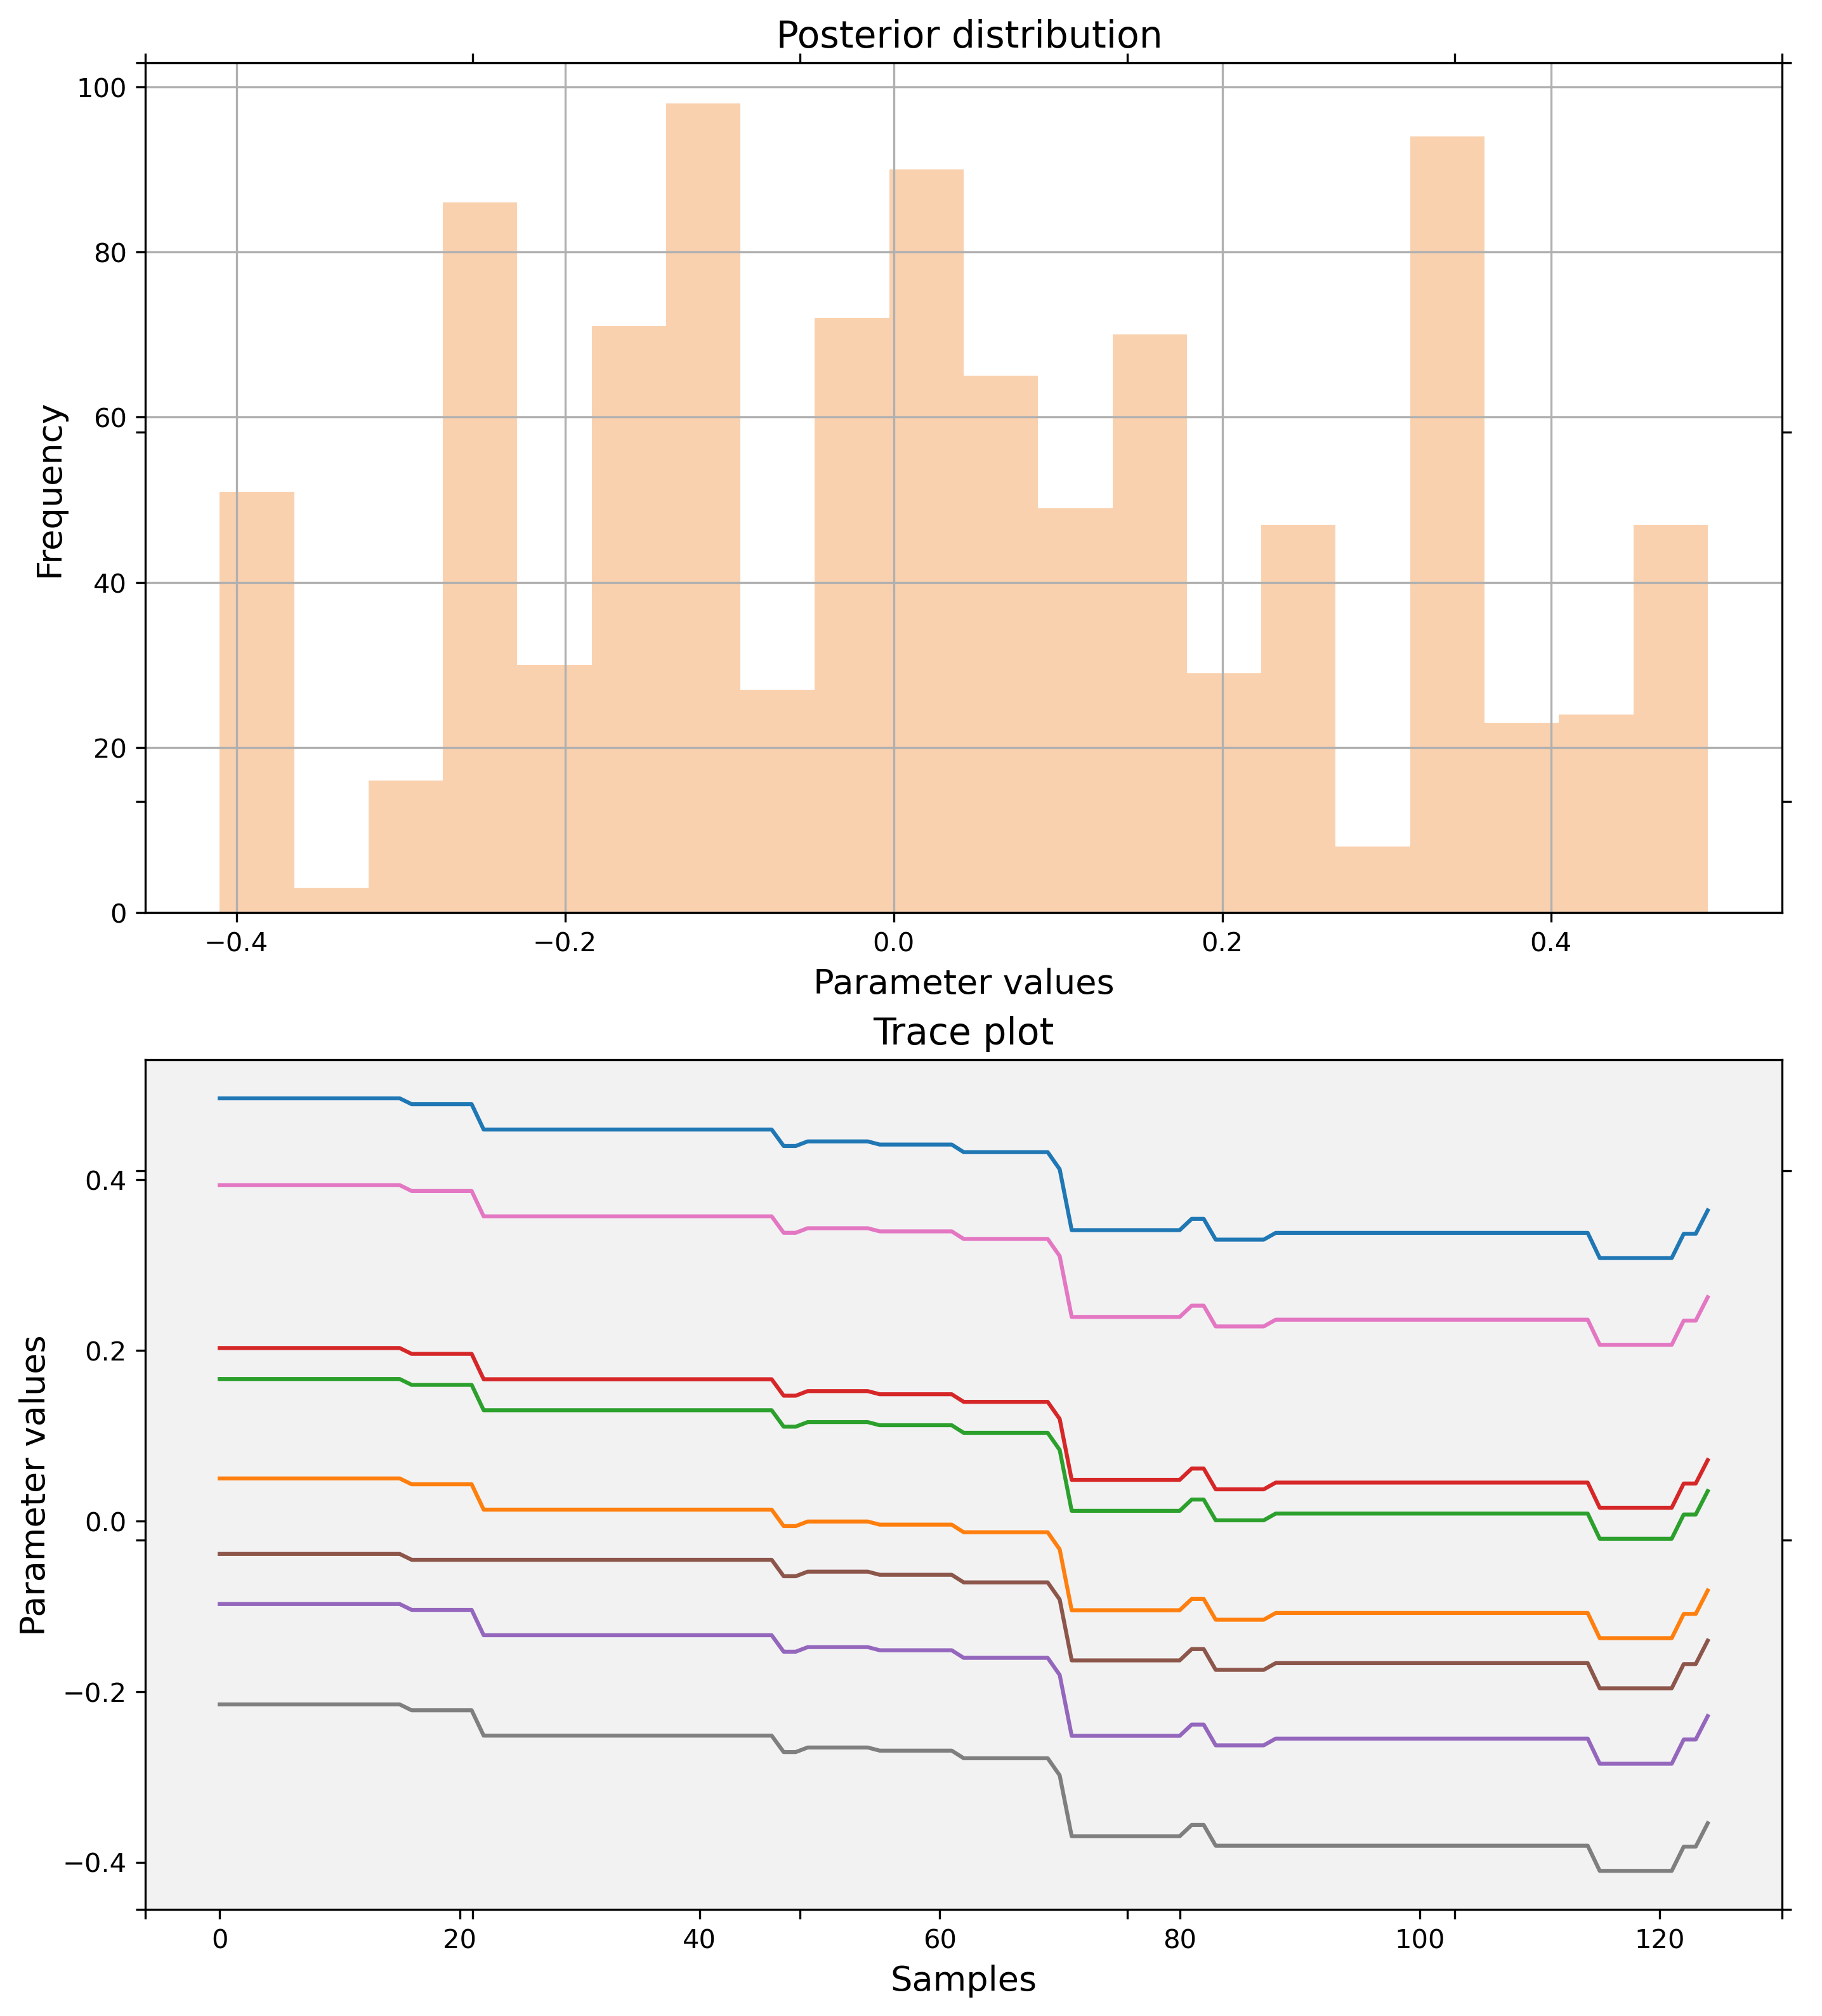 Posterior distribution
100
80
60
40
20
0
Frequency
−0.4 −0.2 0.0 0.2 0.4
Parameter values
Trace plot
0.4
0.2
0.0
−0.2
−0.4
Parameter values
0 20 40 60 80 100 120
Samples